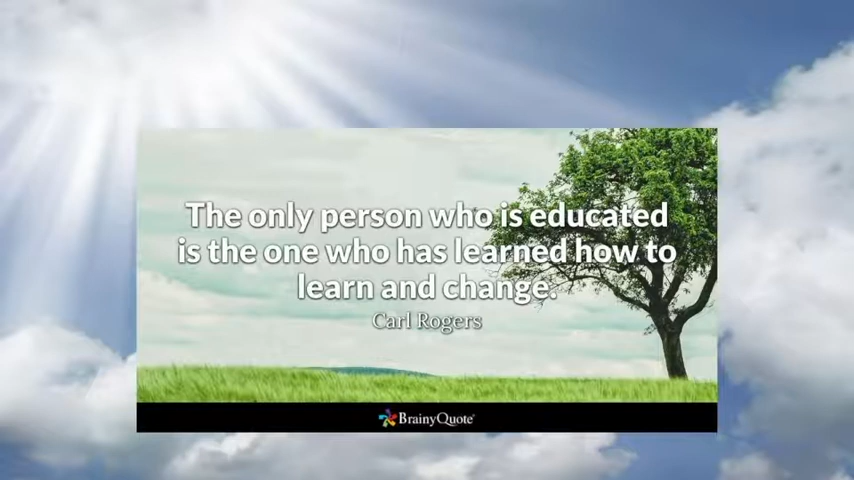 The only person who is educated
is the one who has learned how to
learn and change.
Carl Rogers
BrainyQuote®